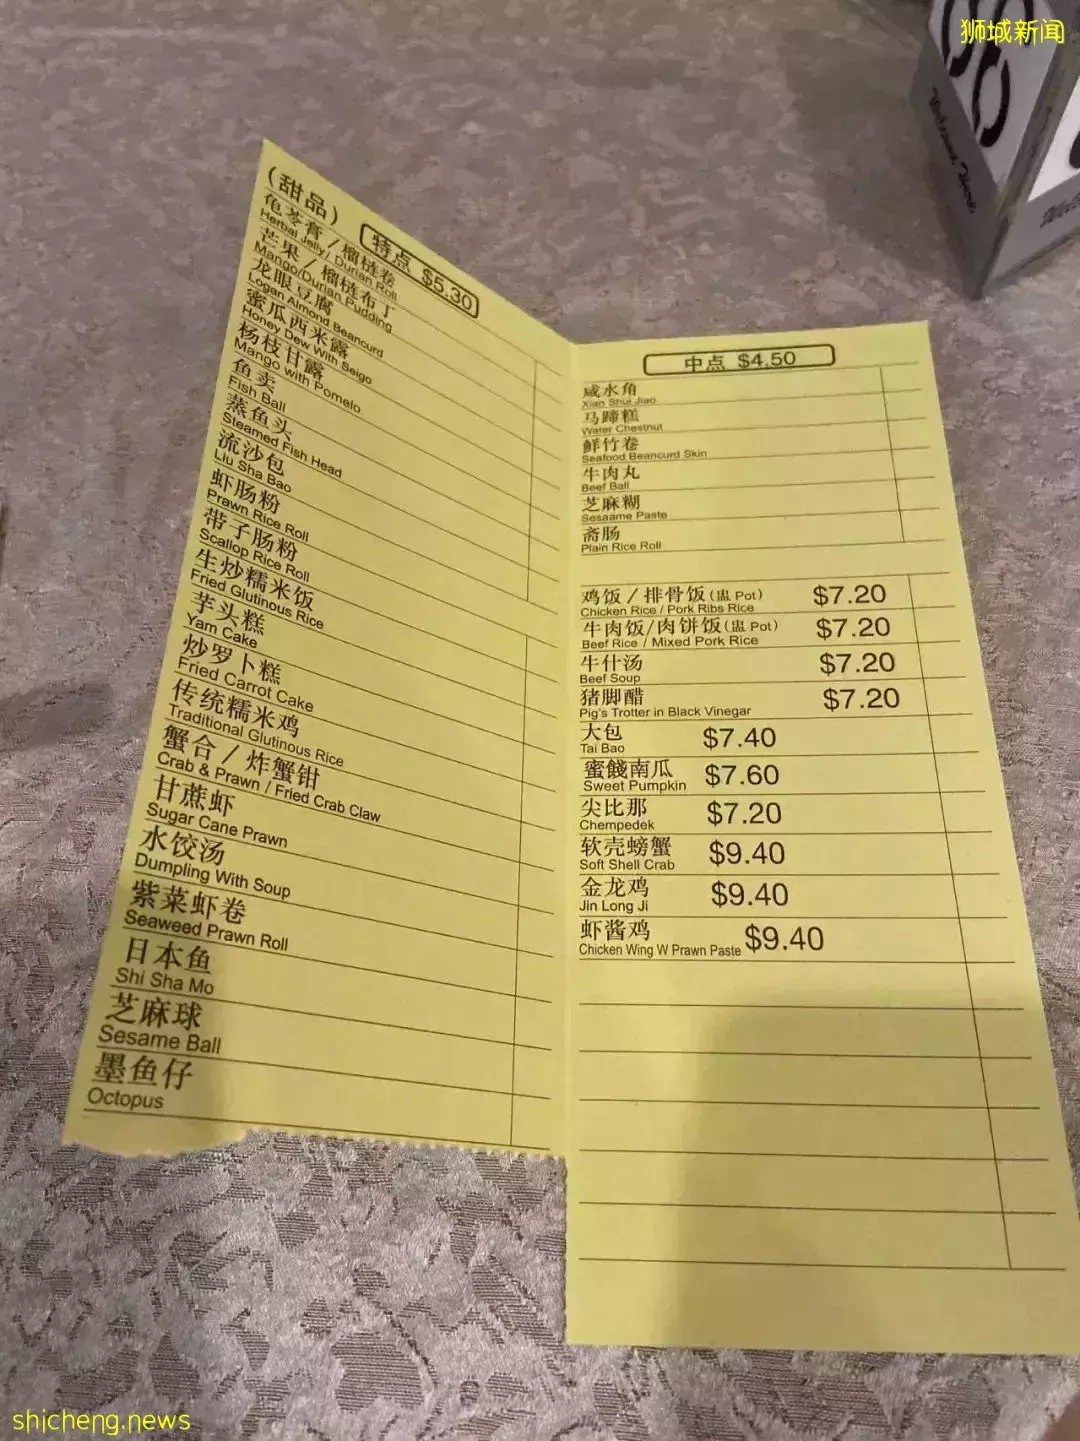 狮城新闻
(甜品)
特点 $5.30
龟苓膏 / 榴梿卷
Herbal Jelly / Durian Roll
芒果 / 榴梿布丁
Mango/Durian Pudding
龙眼豆腐
Logan Almond Beancurd
蜜瓜西米露
Honey Dew With Seigo
杨枝甘露
Mango with Pomelo
鱼卖
Fish Ball
蒸鱼头
Steamed Fish Head
流沙包
Liu Sha Bao
虾肠粉
Prawn Rice Roll
带子肠粉
Scallop Rice Roll
生炒糯米饭
Fried Glutinous Rice
芋头糕
Yam Cake
炒罗卜糕
Fried Carrot Cake
传统糯米鸡
Traditional Glutinous Rice
蟹合 / 炸蟹钳
Crab & Prawn / Fried Crab Claw
甘蔗虾
Sugar Cane Prawn
水饺汤
Dumpling With Soup
紫菜虾卷
Seaweed Prawn Roll
日本鱼
Shi Sha Mo
芝麻球
Sesame Ball
墨鱼仔
Octopus
中点 $4.50
咸水角
Xian Shui Jiao
马蹄糕
Water Chestnut
鲜竹卷
Seafood Beancurd Skin
牛肉丸
Beef Ball
芝麻糊
Sesaame Paste
斋肠
Plain Rice Roll
鸡饭 / 排骨饭 (盅 Pot) $7.20
Chicken Rice / Pork Ribs Rice
牛肉饭/肉饼饭 (盅 Pot) $7.20
Beef Rice / Mixed Pork Rice
牛什汤 $7.20
Beef Soup
猪脚醋 $7.20
Pig's Trotter in Black Vinegar
大包 $7.40
Tai Bao
蜜餞南瓜 $7.60
Sweet Pumpkin
尖比那 $7.20
Chempedek
软壳螃蟹 $9.40
Soft Shell Crab
金龙鸡 $9.40
Jin Long Ji
虾酱鸡 $9.40
Chicken Wing W Prawn Paste
shicheng.news